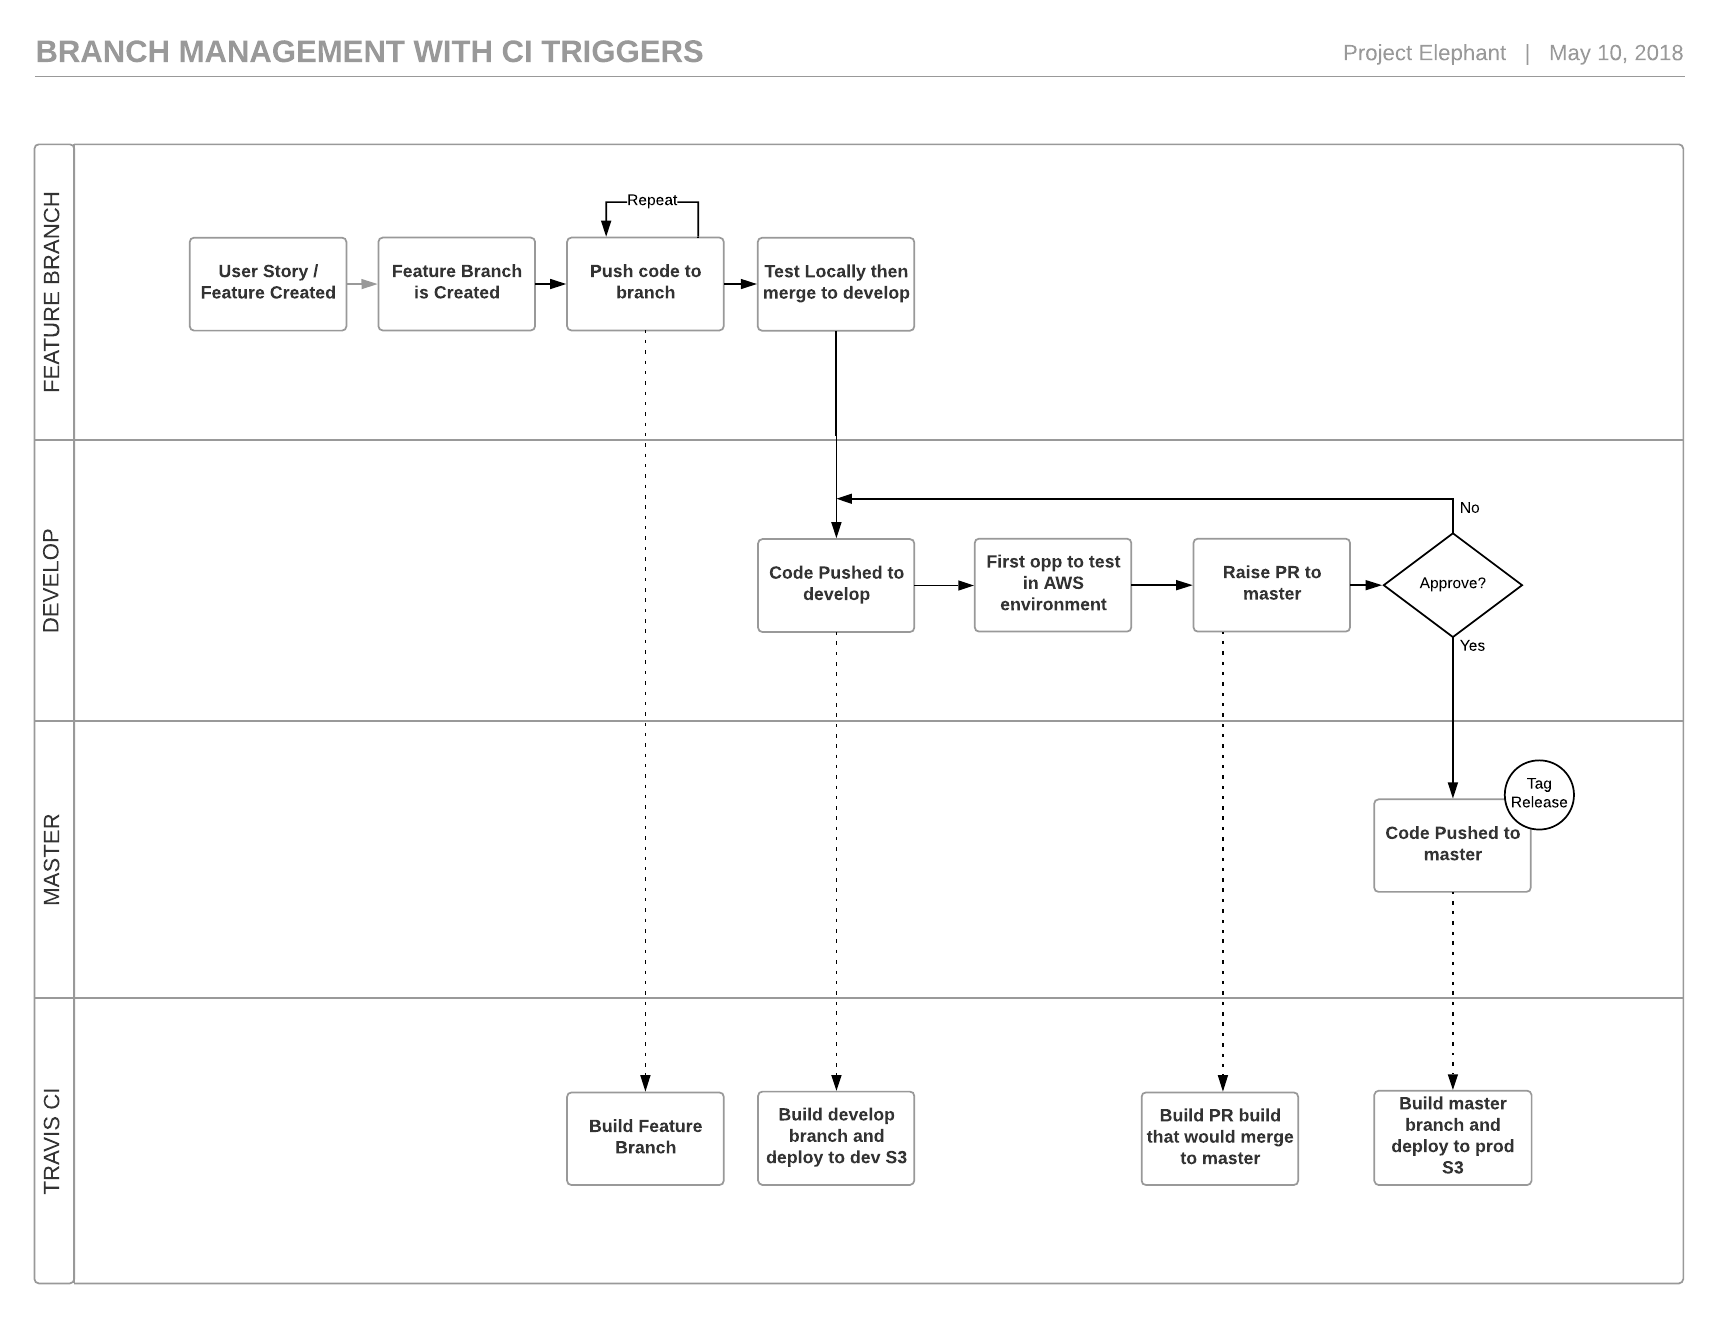 BRANCH MANAGEMENT WITH CI TRIGGERS
Project Elephant | May 10, 2018
FEATURE BRANCH
Repeat
User Story /
Feature Created
Feature Branch
is Created
Push code to
branch
Test Locally then
merge to develop
DEVELOP
No
Code Pushed to
develop
First opp to test
in AWS
environment
Raise PR to
master
Approve?
Yes
MASTER
Tag
Release
Code Pushed to
master
TRAVIS CI
Build Feature
Branch
Build develop
branch and
deploy to dev S3
Build PR build
that would merge
to master
Build master
branch and
deploy to prod
S3